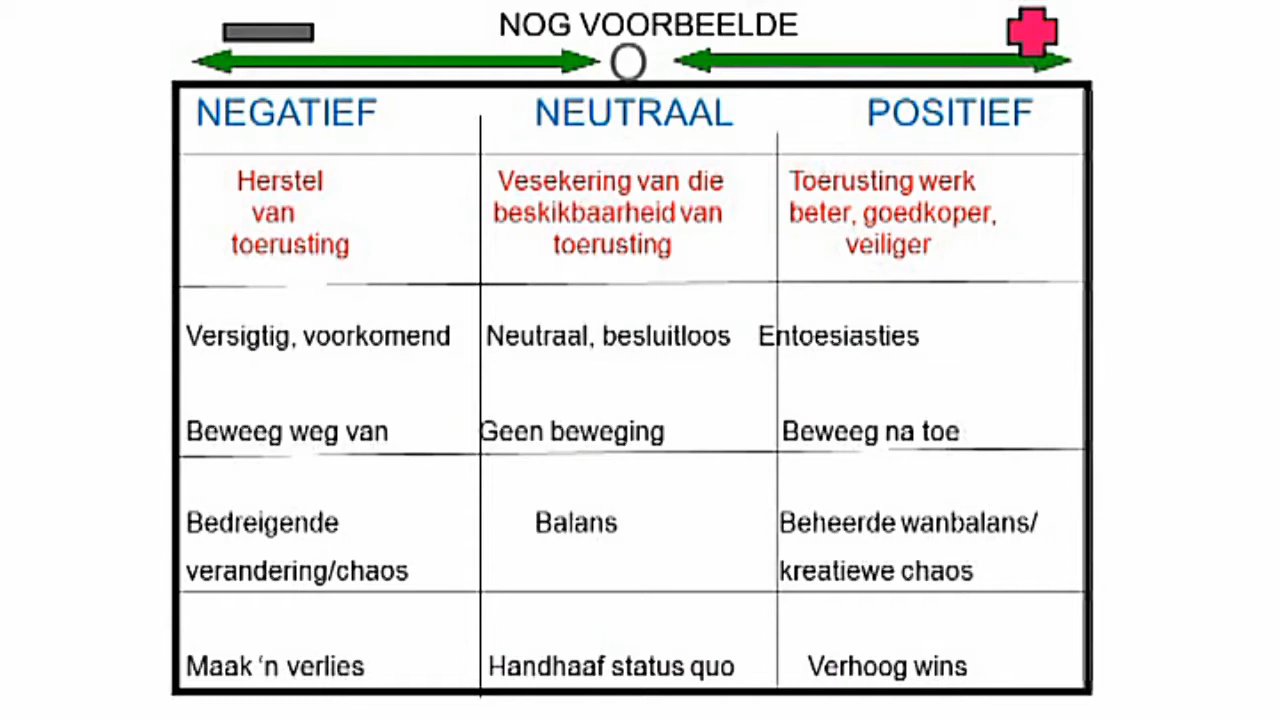 NOG VOORBEELDE
O
NEGATIEF NEUTRAAL POSITIEF
Herstel
van
toerusting
Vesekering van die
beskikbaarheid van
toerusting
Toerusting werk
beter, goedkoper,
veiliger
Versigtig, voorkomend
Neutraal, besluitloos
Entoesiasties
Beweeg weg van
Geen beweging
Beweeg na toe
Bedreigende
verandering/chaos
Balans
Beheerde wanbalans/
kreatiewe chaos
Maak ‘n verlies
Handhaaf status quo
Verhoog wins